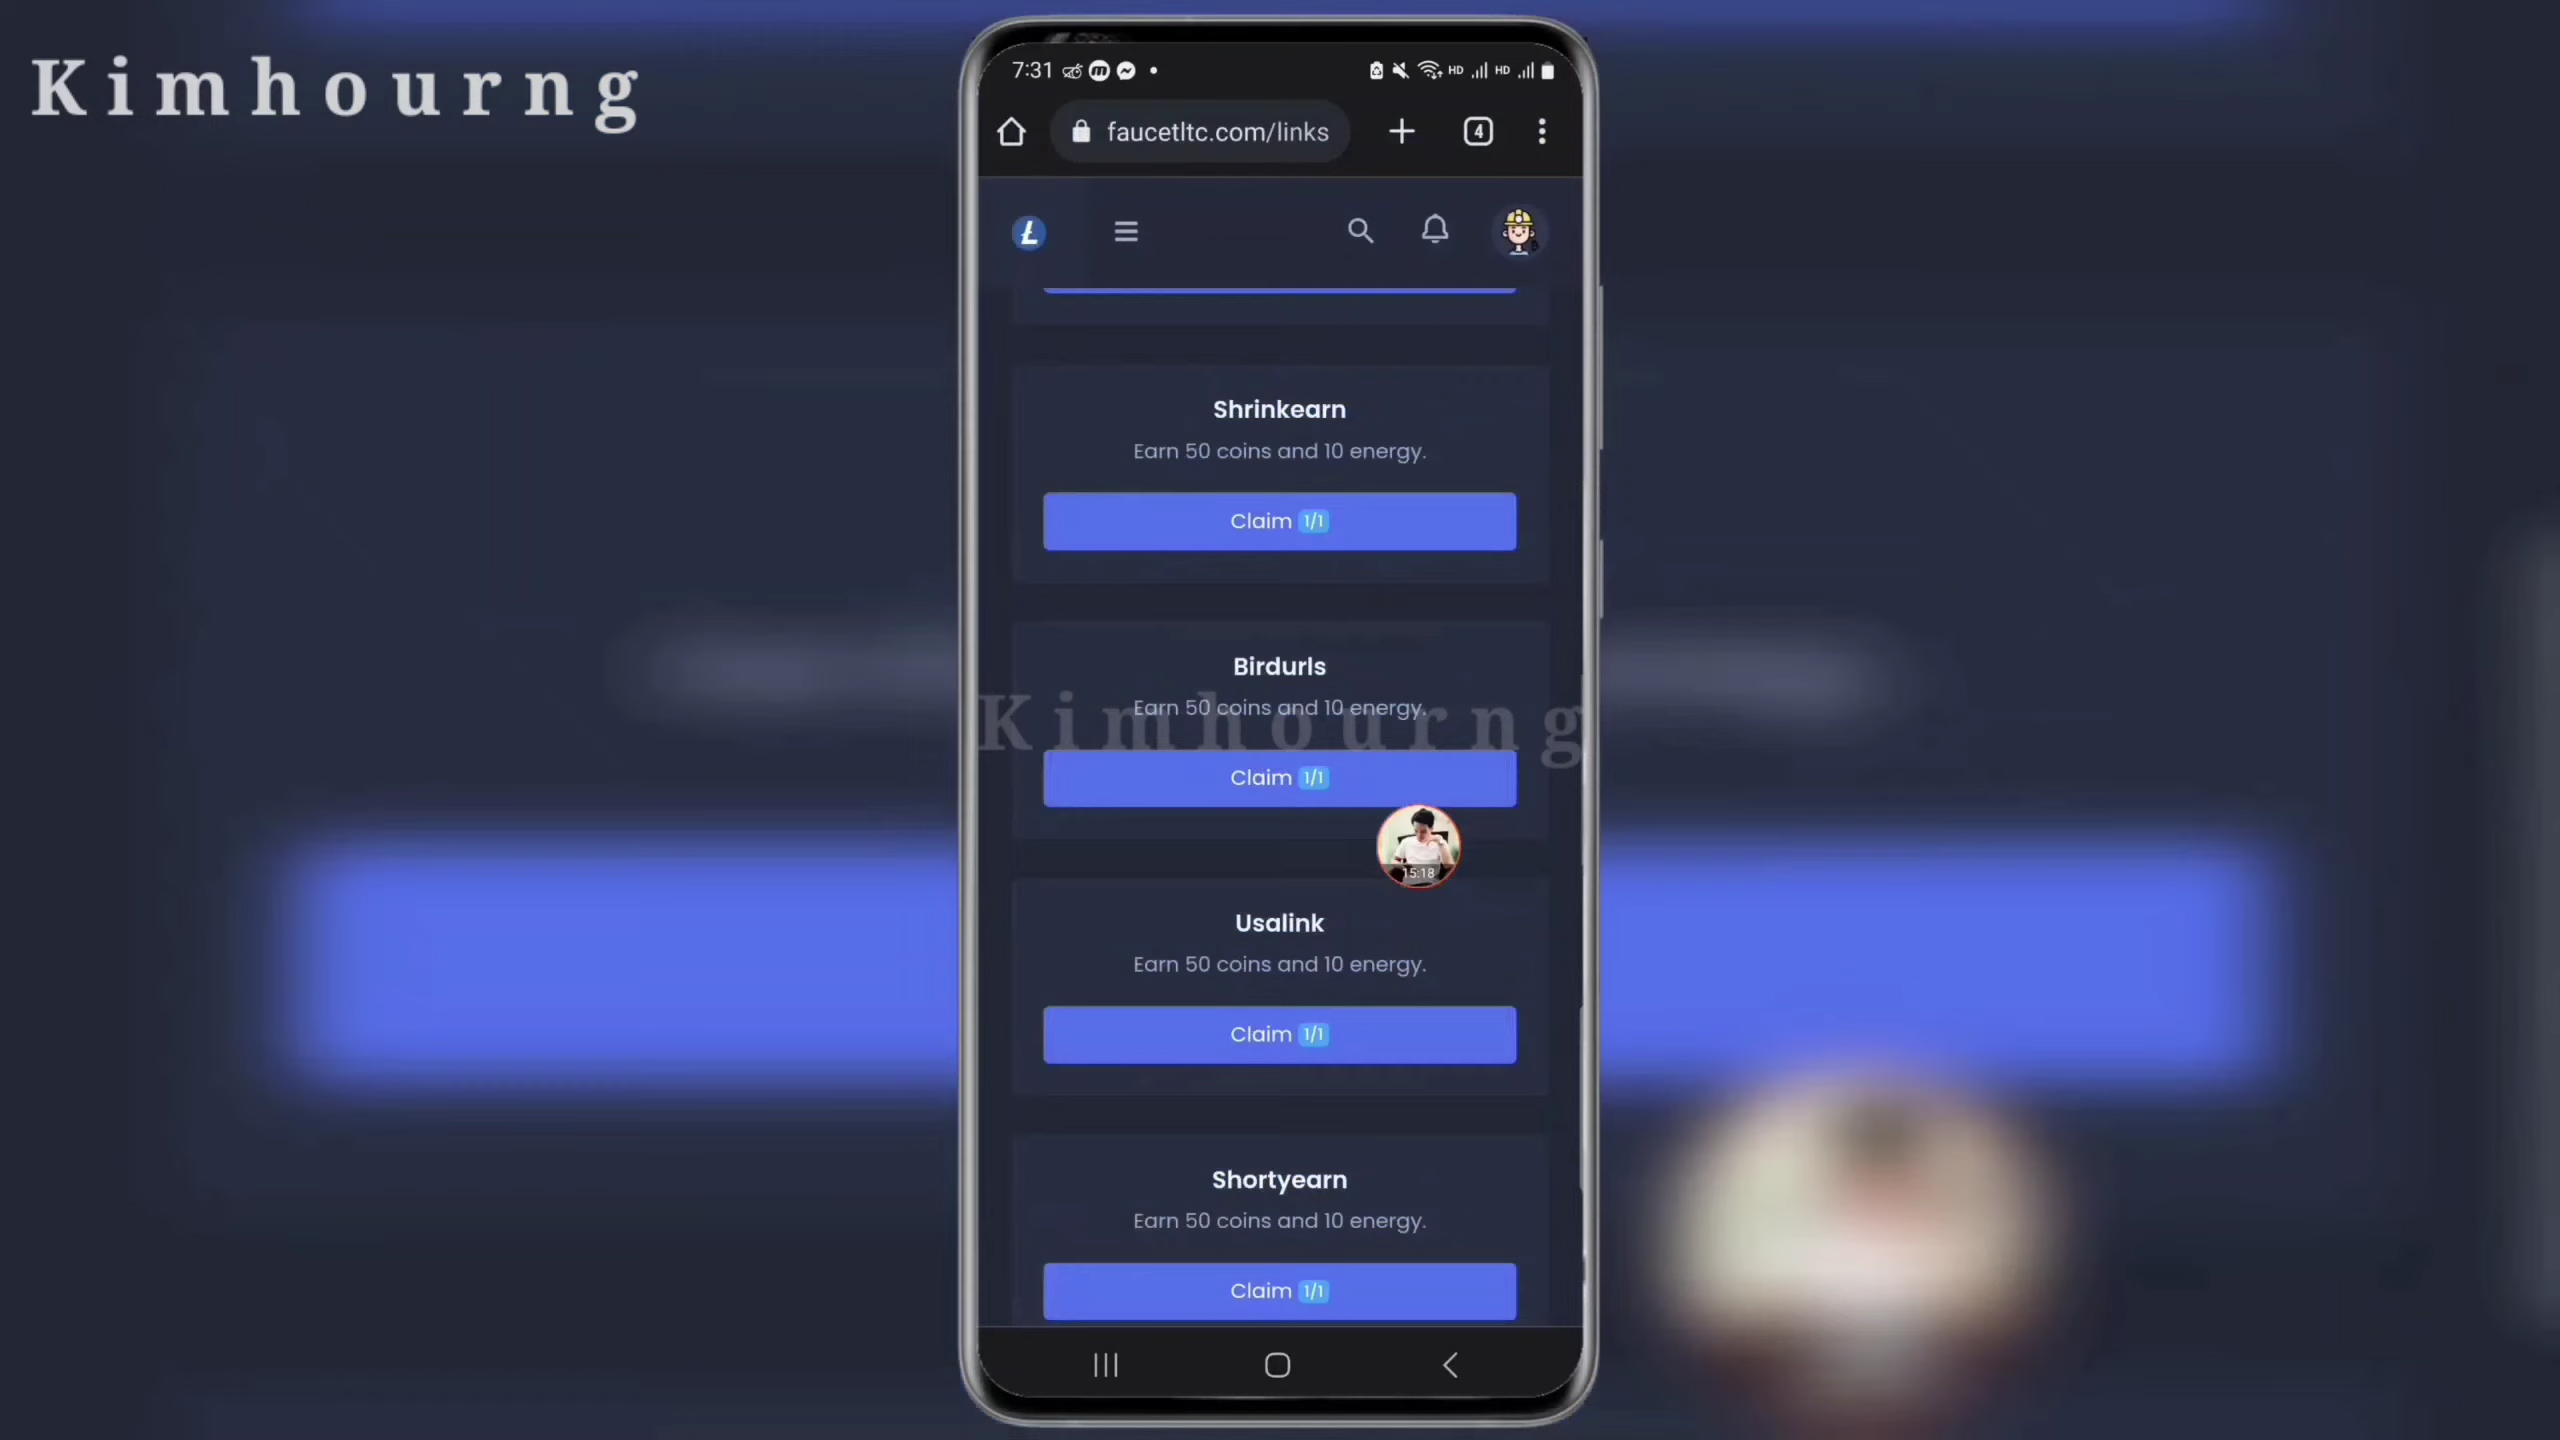 Kimhourng
7:31
HD HD
faucetltc.com/links
4
Shrinkearn
Earn 50 coins and 10 energy.
Claim 1/1
Birdurls
Earn 50 coins and 10 energy.
Kimhourng
Claim 1/1
15:18
Usalink
Earn 50 coins and 10 energy.
Claim 1/1
Shortyearn
Earn 50 coins and 10 energy.
Claim 1/1